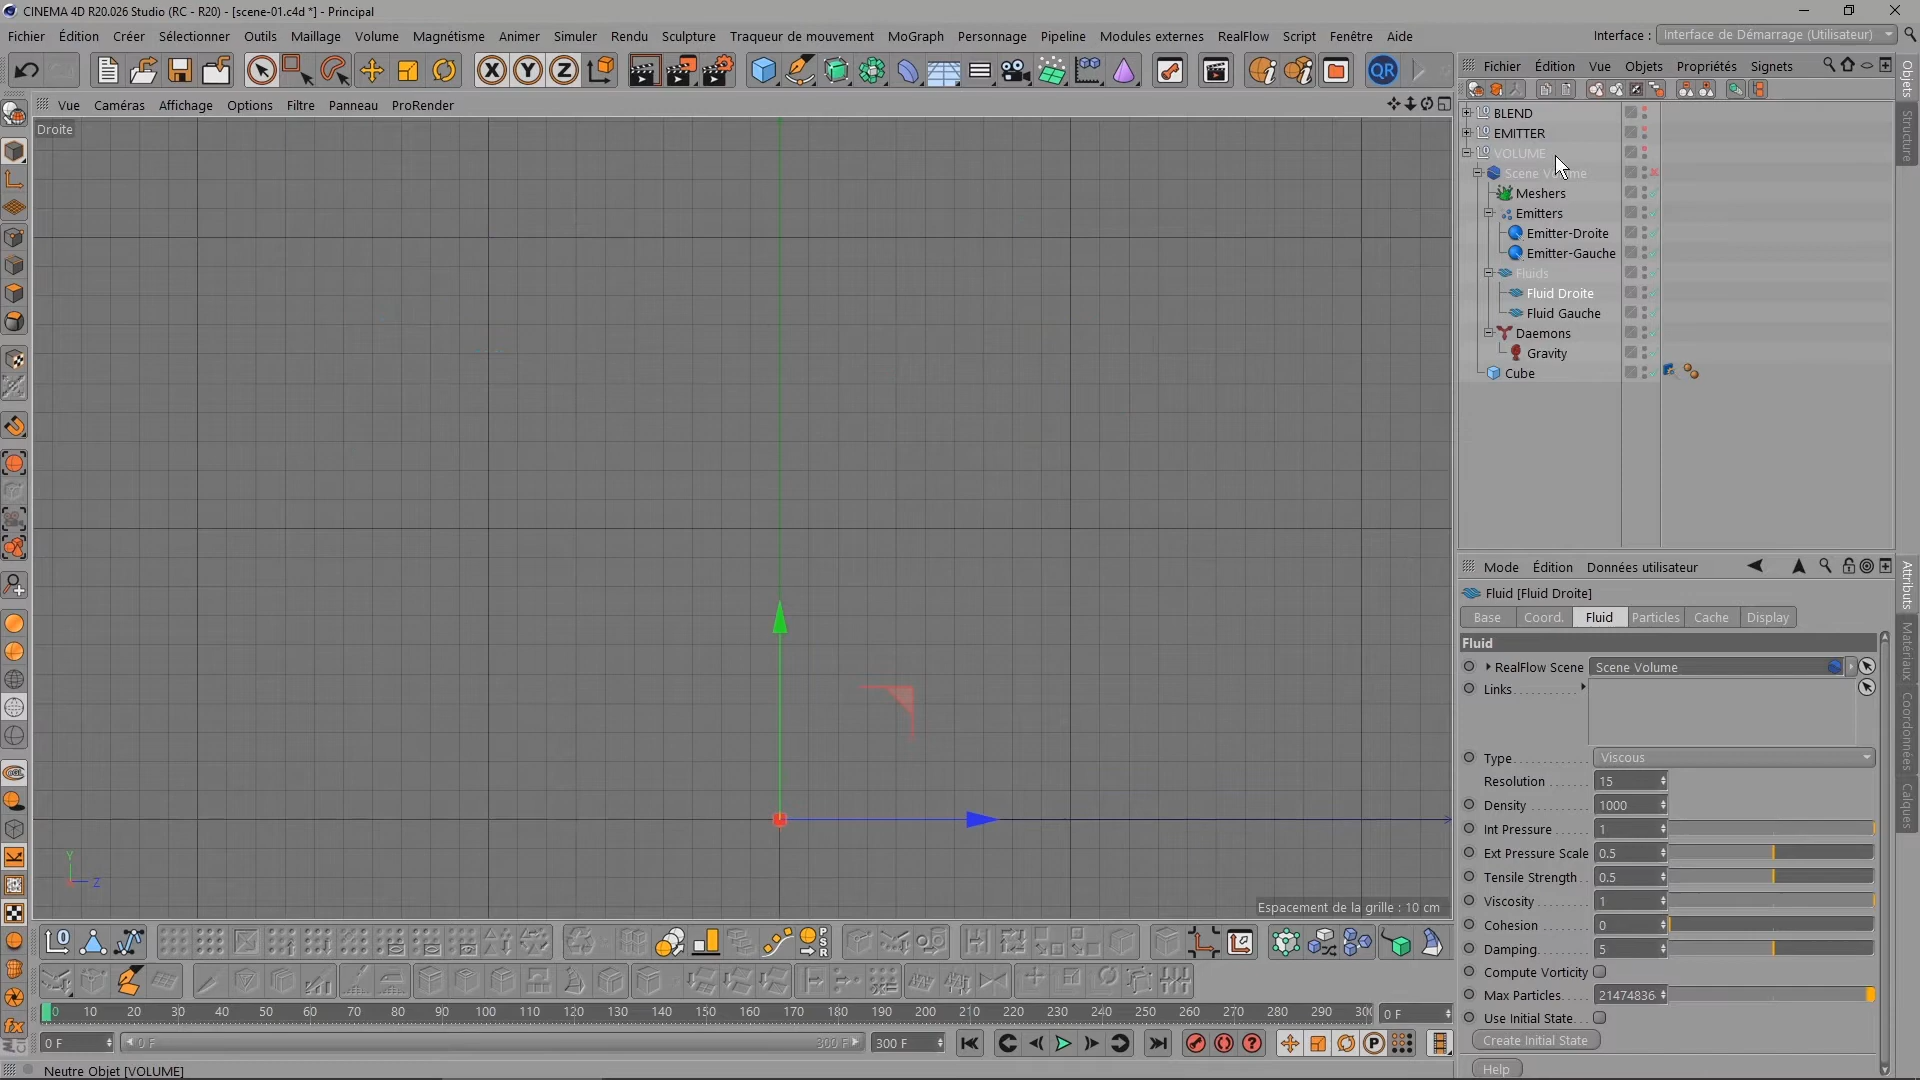 CINEMA 4D R20.026 Studio (RC - R20) - [scene-01.c4d *] - Principal
Fichier Édition Créer Sélectionner Outils Maillage Volume Magnétisme Animer Simuler Rendu Sculpture Traqueur de mouvement MoGraph Personnage Pipeline Modules externes RealFlow Script Fenêtre Aide
Interface : Interface de Démarrage (Utilisateur)
X Y Z QR
Fichier Édition Vue Objets Propriétés Signets
Vue Caméras Affichage Options Filtre Panneau ProRender
Droite
BLEND
EMITTER
VOLUME
Scene Volume
Meshers
Emitters
Emitter-Droite
Emitter-Gauche
Fluids
Fluid Droite
Fluid Gauche
Daemons
Gravity
Cube
Objets
Structure
Mode Édition Données utilisateur
Fluid [Fluid Droite]
Base Coord. Fluid Particles Cache Display
Fluid
RealFlow Scene Scene Volume
Links
Type Viscous
Resolution 15
Density 1000
Int Pressure 1
Ext Pressure Scale 0.5
Tensile Strength 0.5
Viscosity 1
Cohesion 0
Damping 5
Compute Vorticity
Max Particles 21474836
Use Initial State
Create Initial State
Help
Attributs
Matériaux
Coordonnées
Calques
Y
Z
Espacement de la grille : 10 cm
PSR
0 10 20 30 40 50 60 70 80 90 100 110 120 130 140 150 160 170 180 190 200 210 220 230 240 250 260 270 280 290 30
0 F
0 F 0 F 300 F 300 F
P
Neutre Objet [VOLUME]